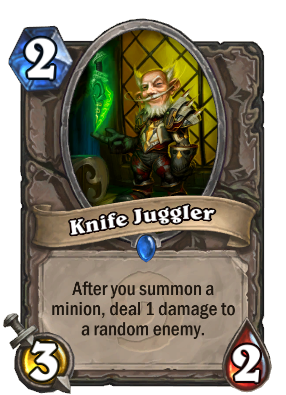 2
Knife Juggler
After you summon a
minion, deal 1 damage to
a random enemy.
3
2